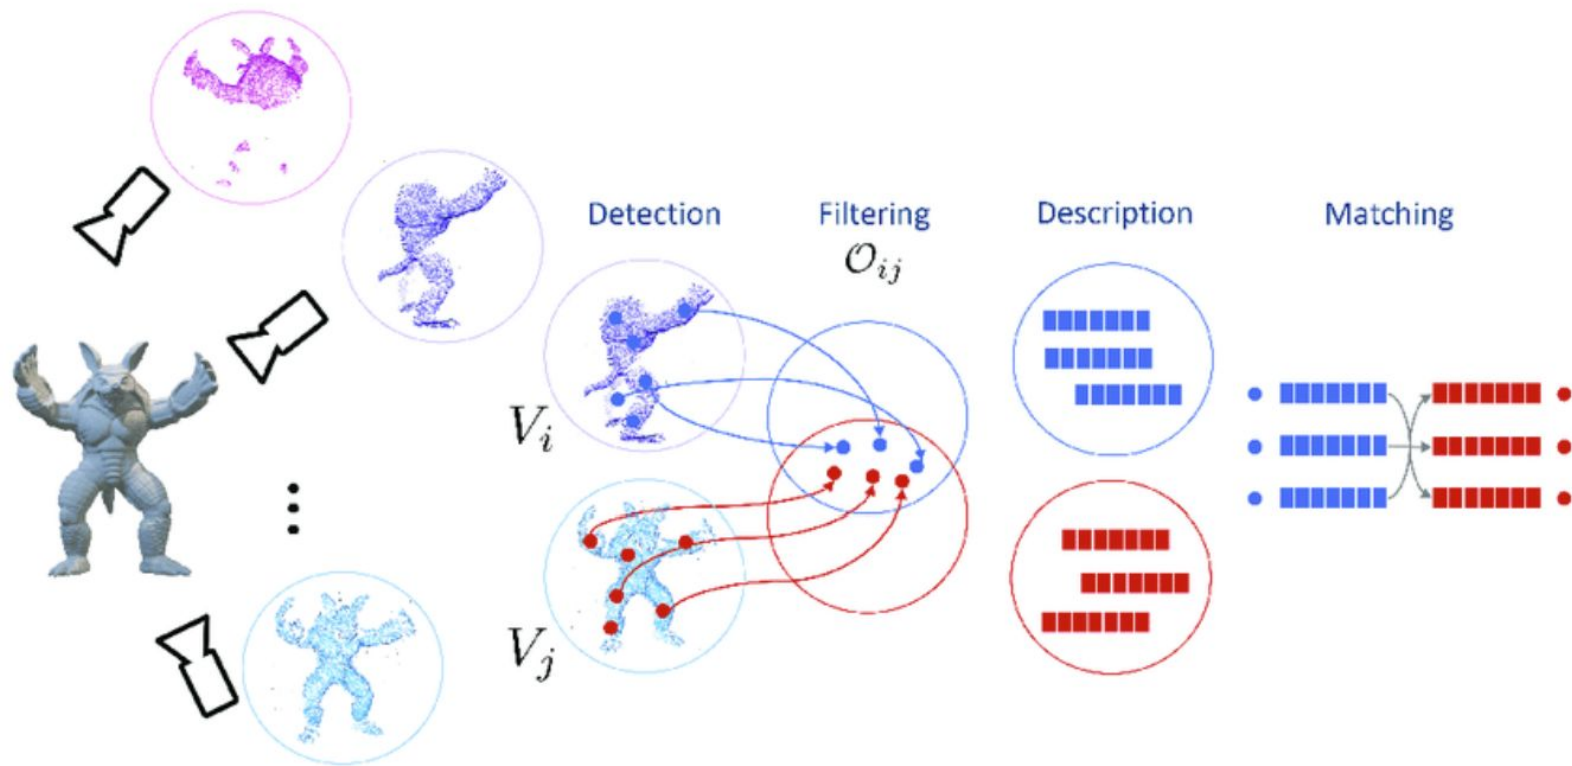 Detection
Filtering
Description
Matching
𝒪ij
Vi
Vj